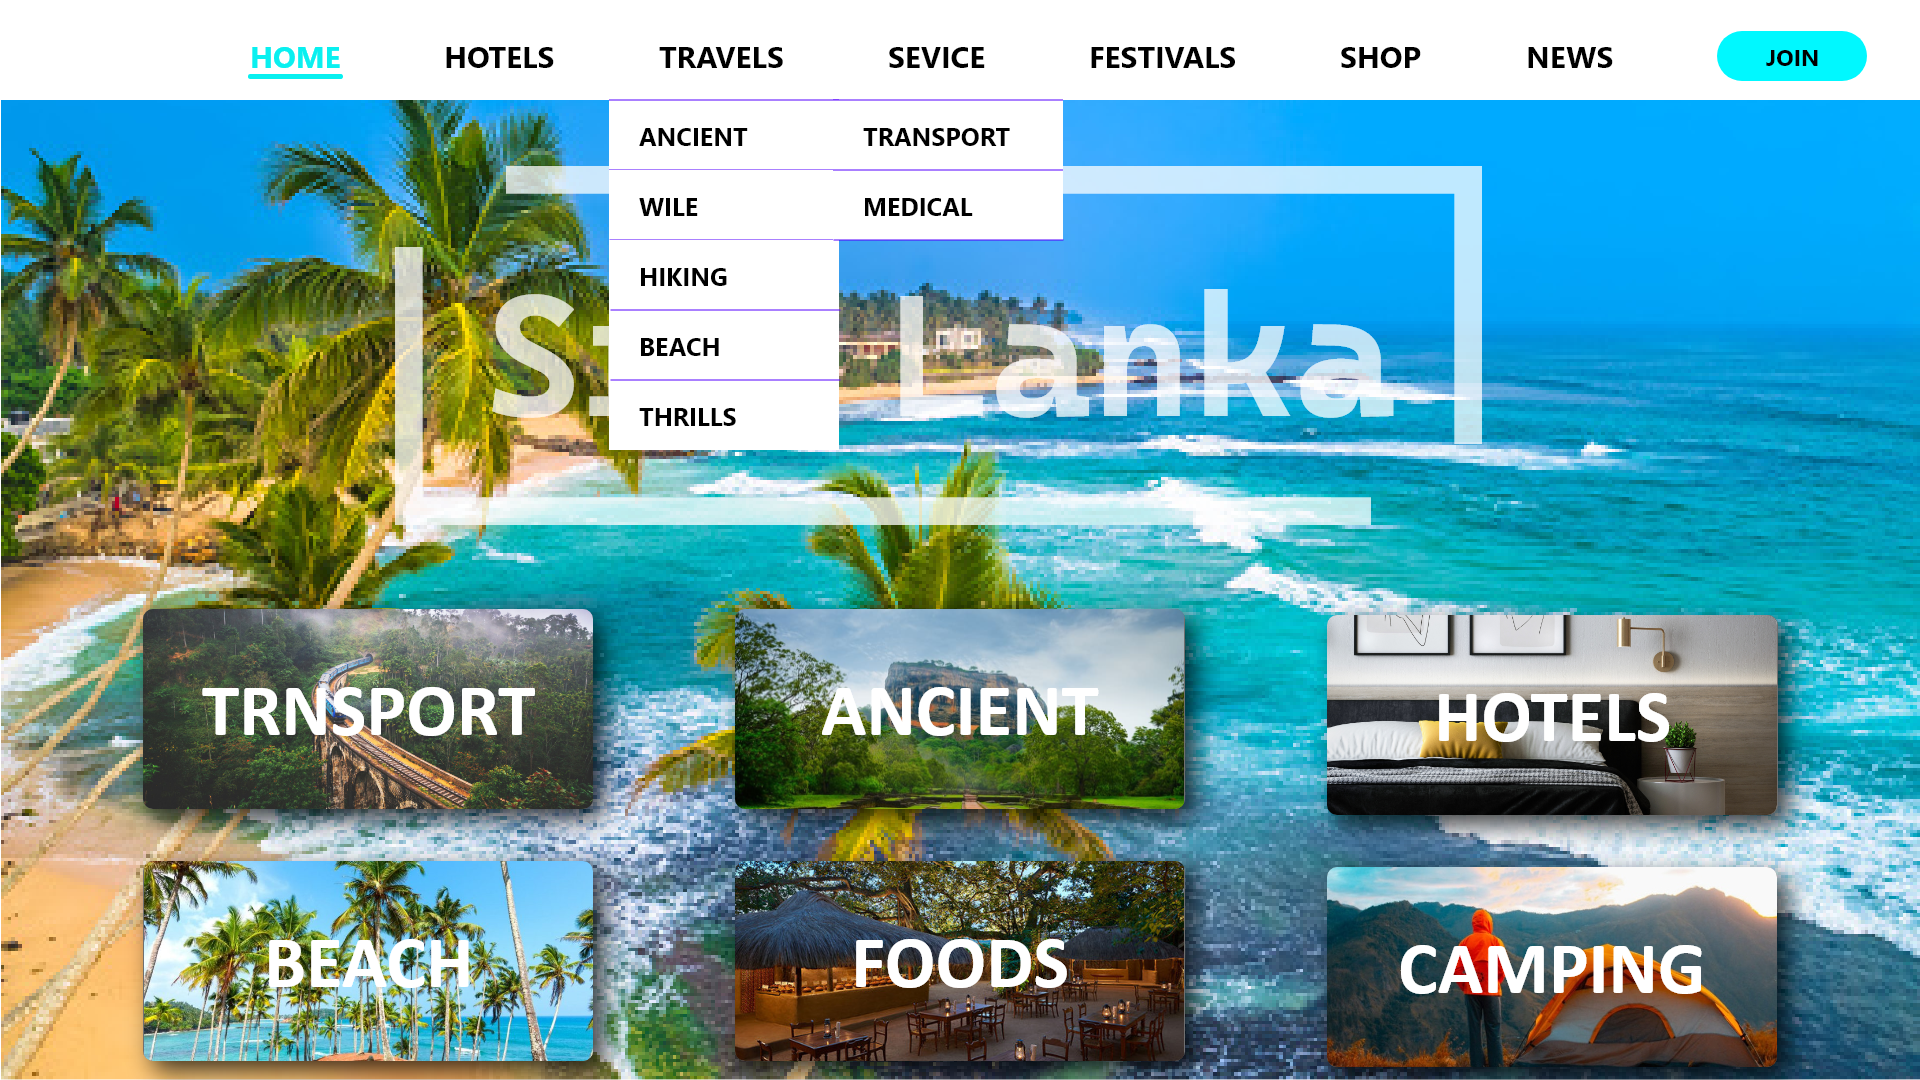 HOME HOTELS TRAVELS SEVICE FESTIVALS SHOP NEWS JOIN
ANCIENT TRANSPORT
WILE MEDICAL
HIKING
BEACH
THRILLS
Lanka
TRNSPORT ANCIENT HOTELS
BEACH FOODS CAMPING